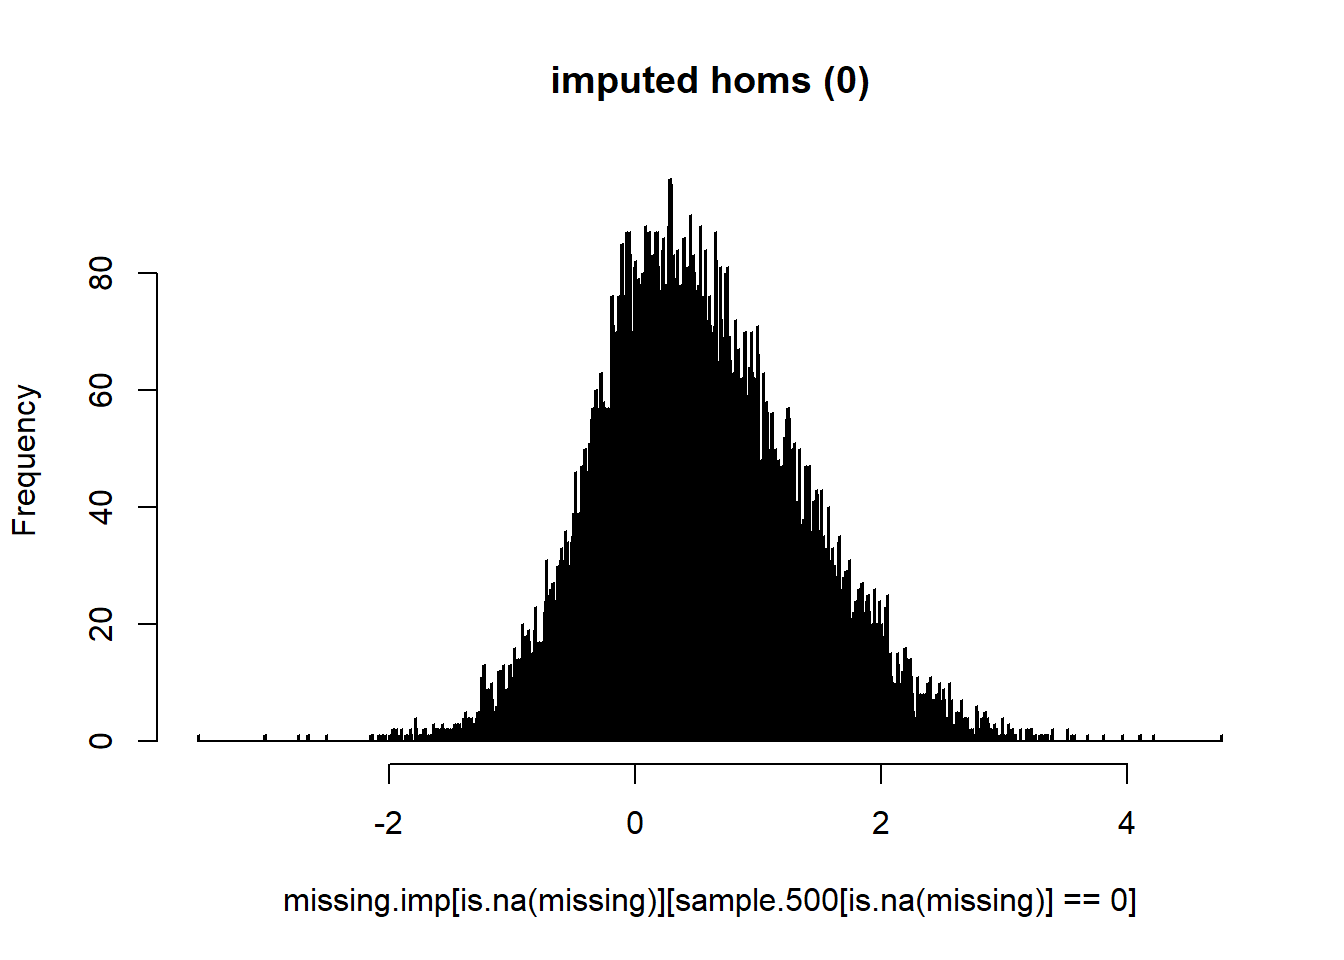 imputed homs (0)
Frequency
80
60
40
20
0
-2 0 2 4
missing.imp[is.na(missing)][sample.500[is.na(missing)] == 0]